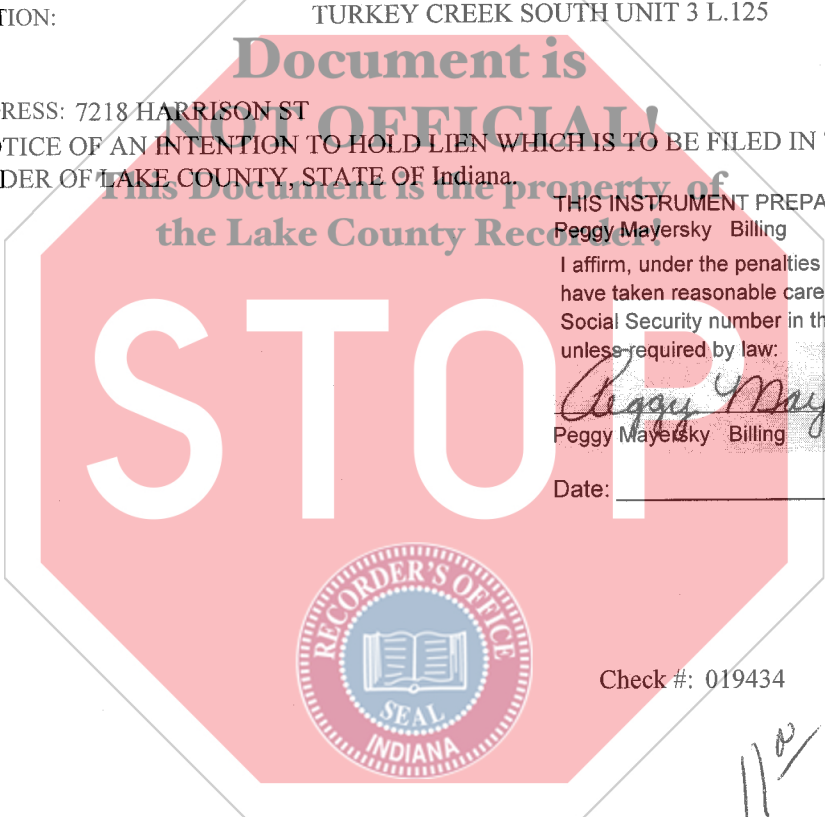 TION:
TURKEY CREEK SOUTH UNIT 3 L.125
Document is
RESS: 7218 HARRISON ST
NOT OFFICIAL!
TICE OF AN INTENTION TO HOLD LIEN WHICH IS TO BE FILED IN
DER OF LAKE COUNTY, STATE OF Indiana.
This Document is the property of
the Lake County Recorder!
THIS INSTRUMENT PREPA
Peggy Mayersky Billing
I affirm, under the penalties
have taken reasonable care
Social Security number in th
unless required by law:
Peggy May
Peggy Mayersky Billing
Date:
STOP
RECORDER'S OFFICE
SEAL
INDIANA
Check #: 019434